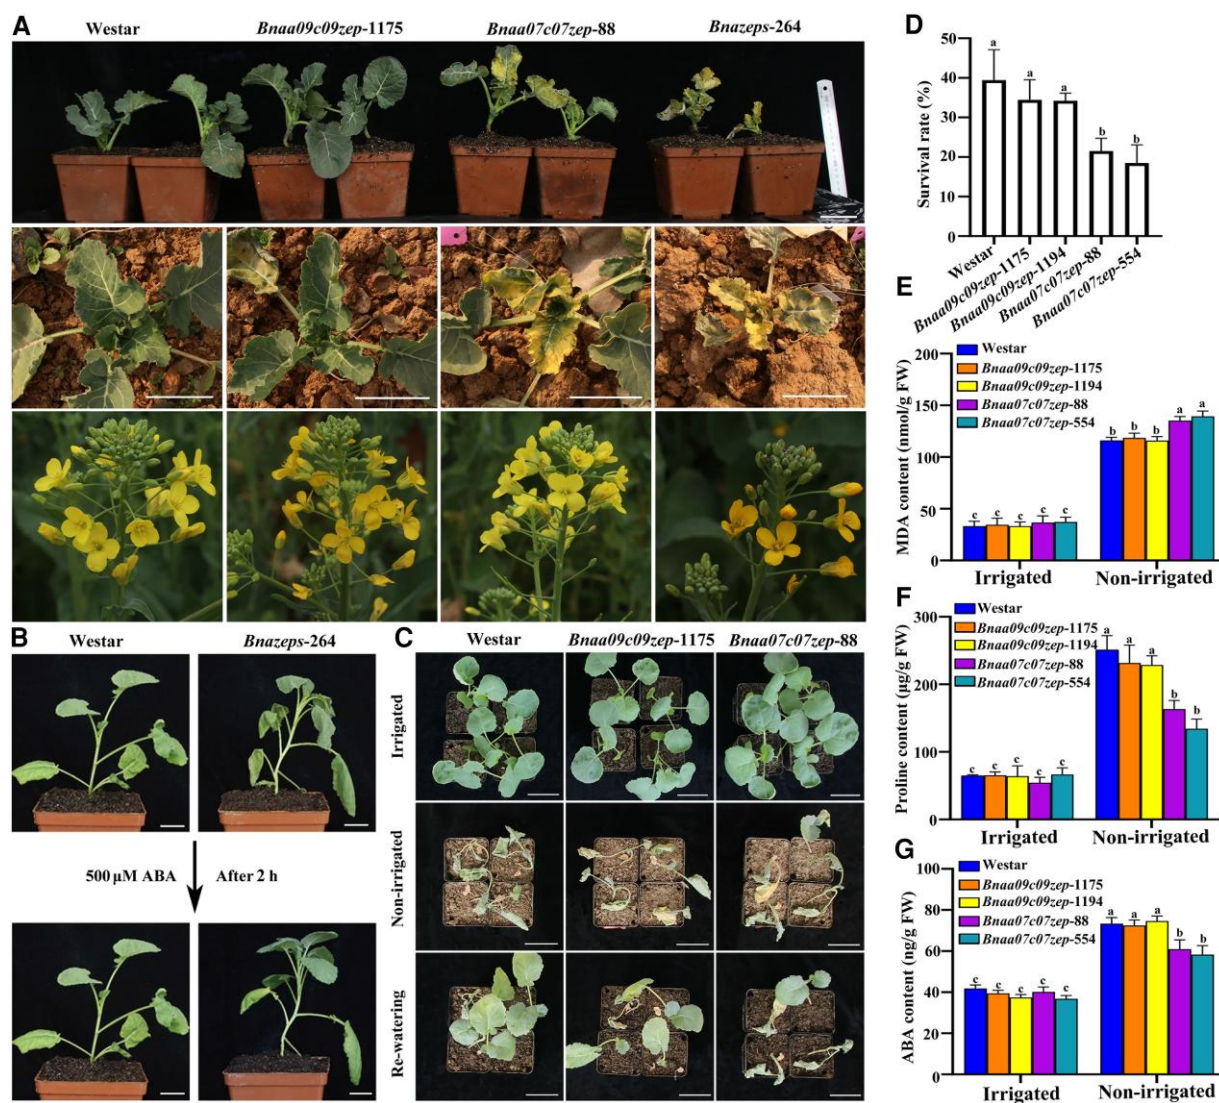 A
Westar
Bnaa09c09zep-1175
Bnaa07c07zep-88
Bnazeps-264
B
Westar
Bnazeps-264
500 μM ABA
After 2 h
C
Westar
Bnaa09c09zep-1175
Bnaa07c07zep-88
Irrigated
Non-irrigated
Re-watering
D
Survival rate (%)
50
40
30
20
10
0
a
a
a
b
b
Westar
Bnaa09c09zep-1175
Bnaa09c09zep-1194
Bnaa07c07zep-88
Bnaa07c07zep-554
E
MDA content (nmol/g FW)
200
150
100
50
0
Westar
Bnaa09c09zep-1175
Bnaa09c09zep-1194
Bnaa07c07zep-88
Bnaa07c07zep-554
c c c c c
b b b a a
Irrigated
Non-irrigated
F
Proline content (μg/g FW)
300
200
100
0
Westar
Bnaa09c09zep-1175
Bnaa09c09zep-1194
Bnaa07c07zep-88
Bnaa07c07zep-554
c c c c c
a a a b b
Irrigated
Non-irrigated
G
ABA content (ng/g FW)
100
80
60
40
20
0
Westar
Bnaa09c09zep-1175
Bnaa09c09zep-1194
Bnaa07c07zep-88
Bnaa07c07zep-554
c c c c c
a a a b b
Irrigated
Non-irrigated